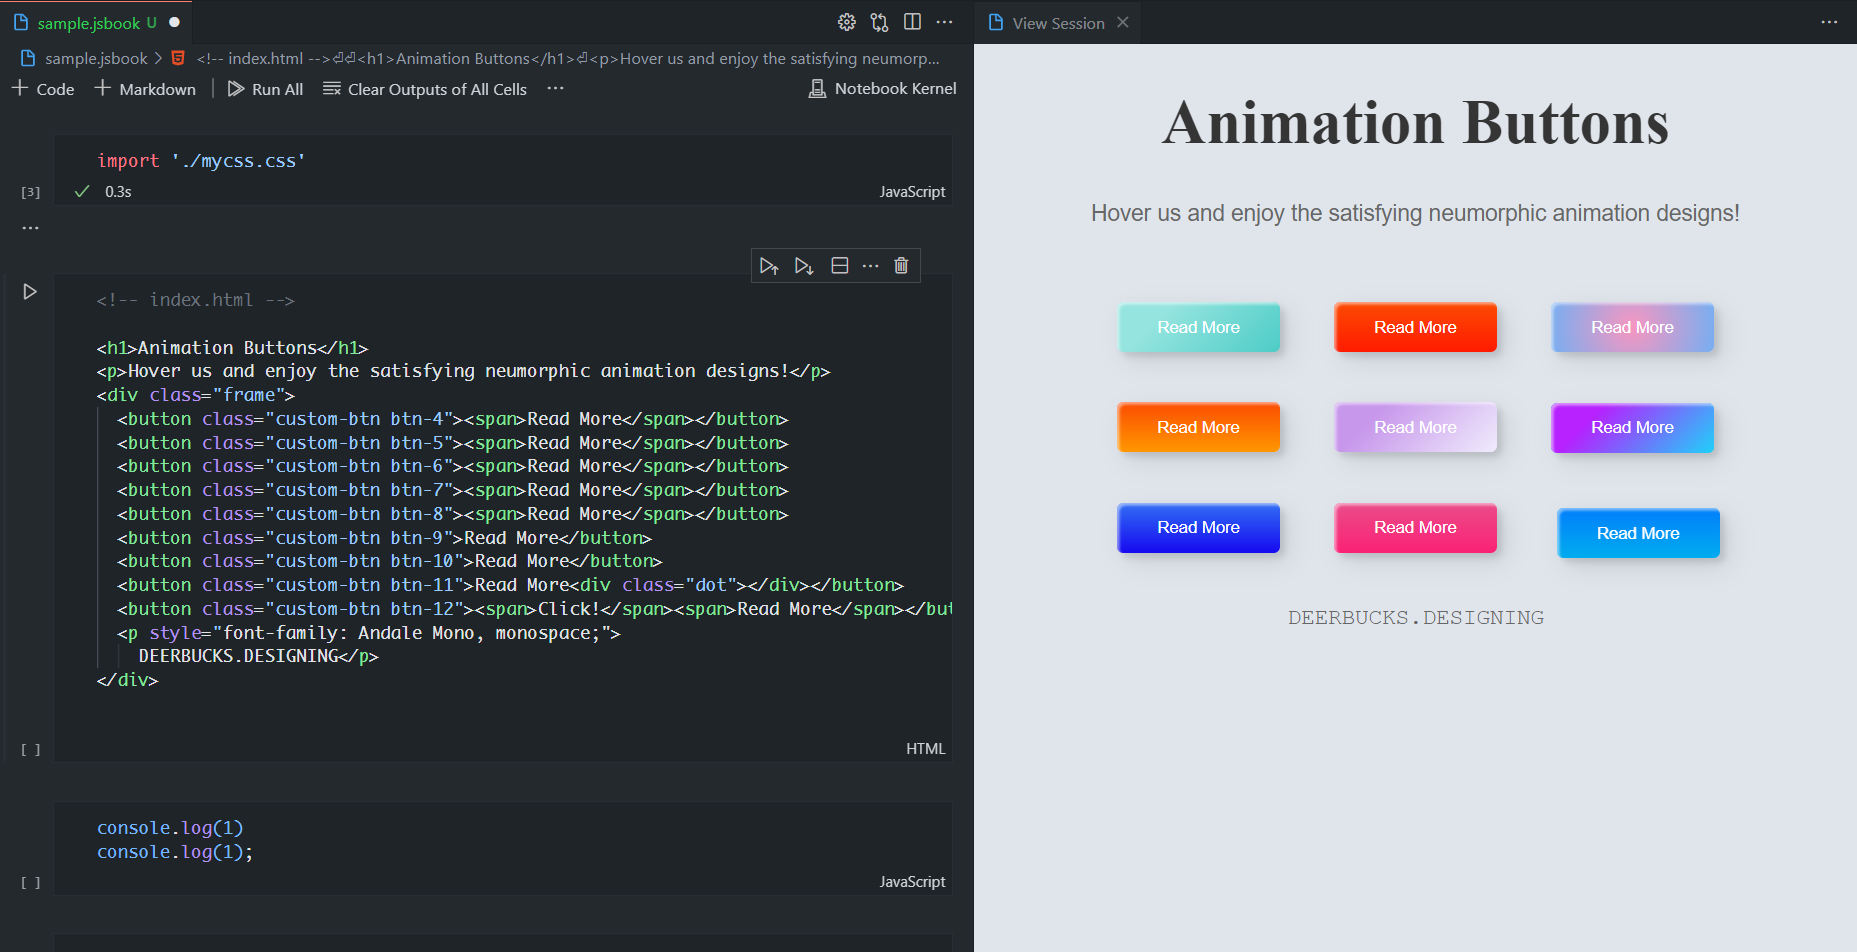 sample.jsbook U
sample.jsbook > <!-- index.html -->⏎⏎<h1>Animation Buttons</h1>⏎<p>Hover us and enjoy the satisfying neumorp...
+ Code + Markdown Run All Clear Outputs of All Cells ··· Notebook Kernel
import './mycss.css'
[3] ✓ 0.3s JavaScript
···
<!-- index.html -->
<h1>Animation Buttons</h1>
<p>Hover us and enjoy the satisfying neumorphic animation designs!</p>
<div class="frame">
<button class="custom-btn btn-4"><span>Read More</span></button>
<button class="custom-btn btn-5"><span>Read More</span></button>
<button class="custom-btn btn-6"><span>Read More</span></button>
<button class="custom-btn btn-7"><span>Read More</span></button>
<button class="custom-btn btn-8"><span>Read More</span></button>
<button class="custom-btn btn-9">Read More</button>
<button class="custom-btn btn-10">Read More</button>
<button class="custom-btn btn-11">Read More<div class="dot"></div></button>
<button class="custom-btn btn-12"><span>Click!</span><span>Read More</span></but
<p style="font-family: Andale Mono, monospace;">
DEERBUCKS.DESIGNING</p>
</div>
[ ] HTML
console.log(1)
console.log(1);
[ ] JavaScript
View Session
Animation Buttons
Hover us and enjoy the satisfying neumorphic animation designs!
Read More Read More Read More
Read More Read More Read More
Read More Read More Read More
DEERBUCKS.DESIGNING